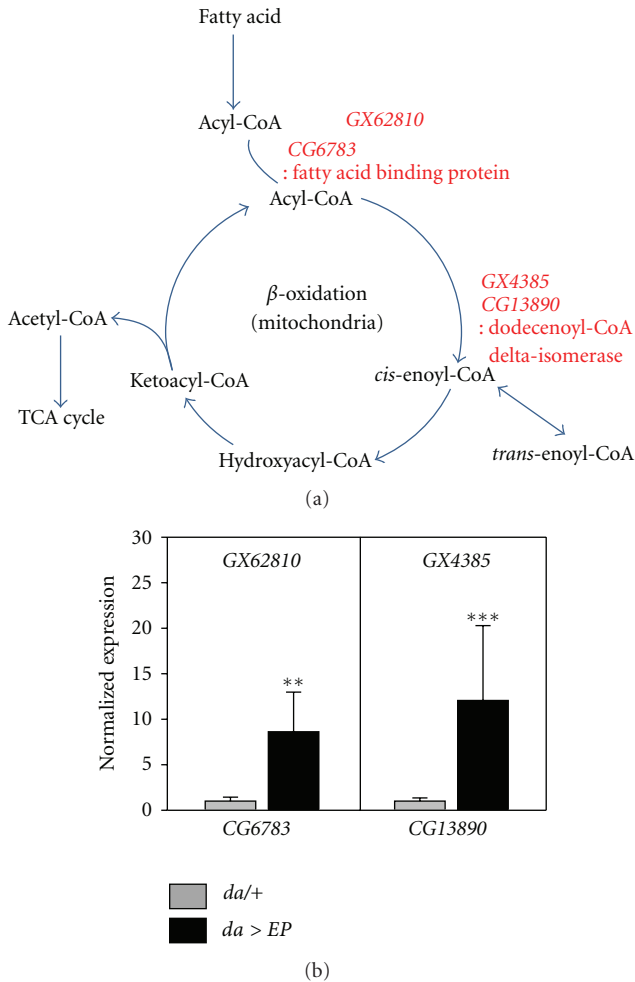 Fatty acid
Acyl-CoA
GX62810
CG6783
: fatty acid binding protein
Acyl-CoA
β-oxidation
(mitochondria)
GX4385
CG13890
: dodecenoyl-CoA
delta-isomerase
Acetyl-CoA
Ketoacyl-CoA
cis-enoyl-CoA
TCA cycle
Hydroxyacyl-CoA
trans-enoyl-CoA
(a)
Normalized expression
30
25
20
15
10
5
0
GX62810
GX4385
**
***
CG6783
CG13890
da/+
da > EP
(b)